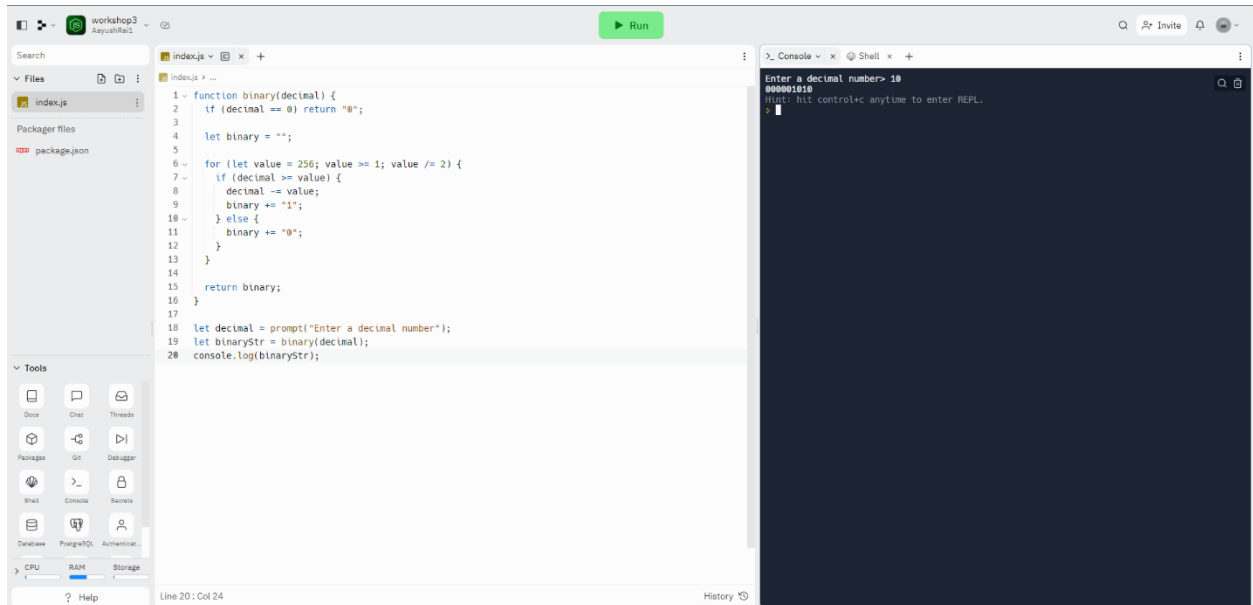 workshop3
AayushRai1
Run
Invite
Search
Files
index.js
Packager files
package.json
Tools
Docs
Chat
Threads
Packages
Git
Debugger
Shell
Console
Secrets
Database
PostgreSQL
Authenticat...
CPU
RAM
Storage
? Help
index.js
index.js > ...
1 function binary(decimal) {
2 if (decimal == 0) return "0";
3
4 let binary = "";
5
6 for (let value = 256; value >= 1; value /= 2) {
7 if (decimal >= value) {
8 decimal -= value;
9 binary += "1";
10 } else {
11 binary += "0";
12 }
13 }
14
15 return binary;
16 }
17
18 let decimal = prompt("Enter a decimal number");
19 let binaryStr = binary(decimal);
20 console.log(binaryStr);
Line 20 : Col 24
History
Console
Shell
Enter a decimal number> 10
000001010
Hint: hit control+c anytime to enter REPL.
>